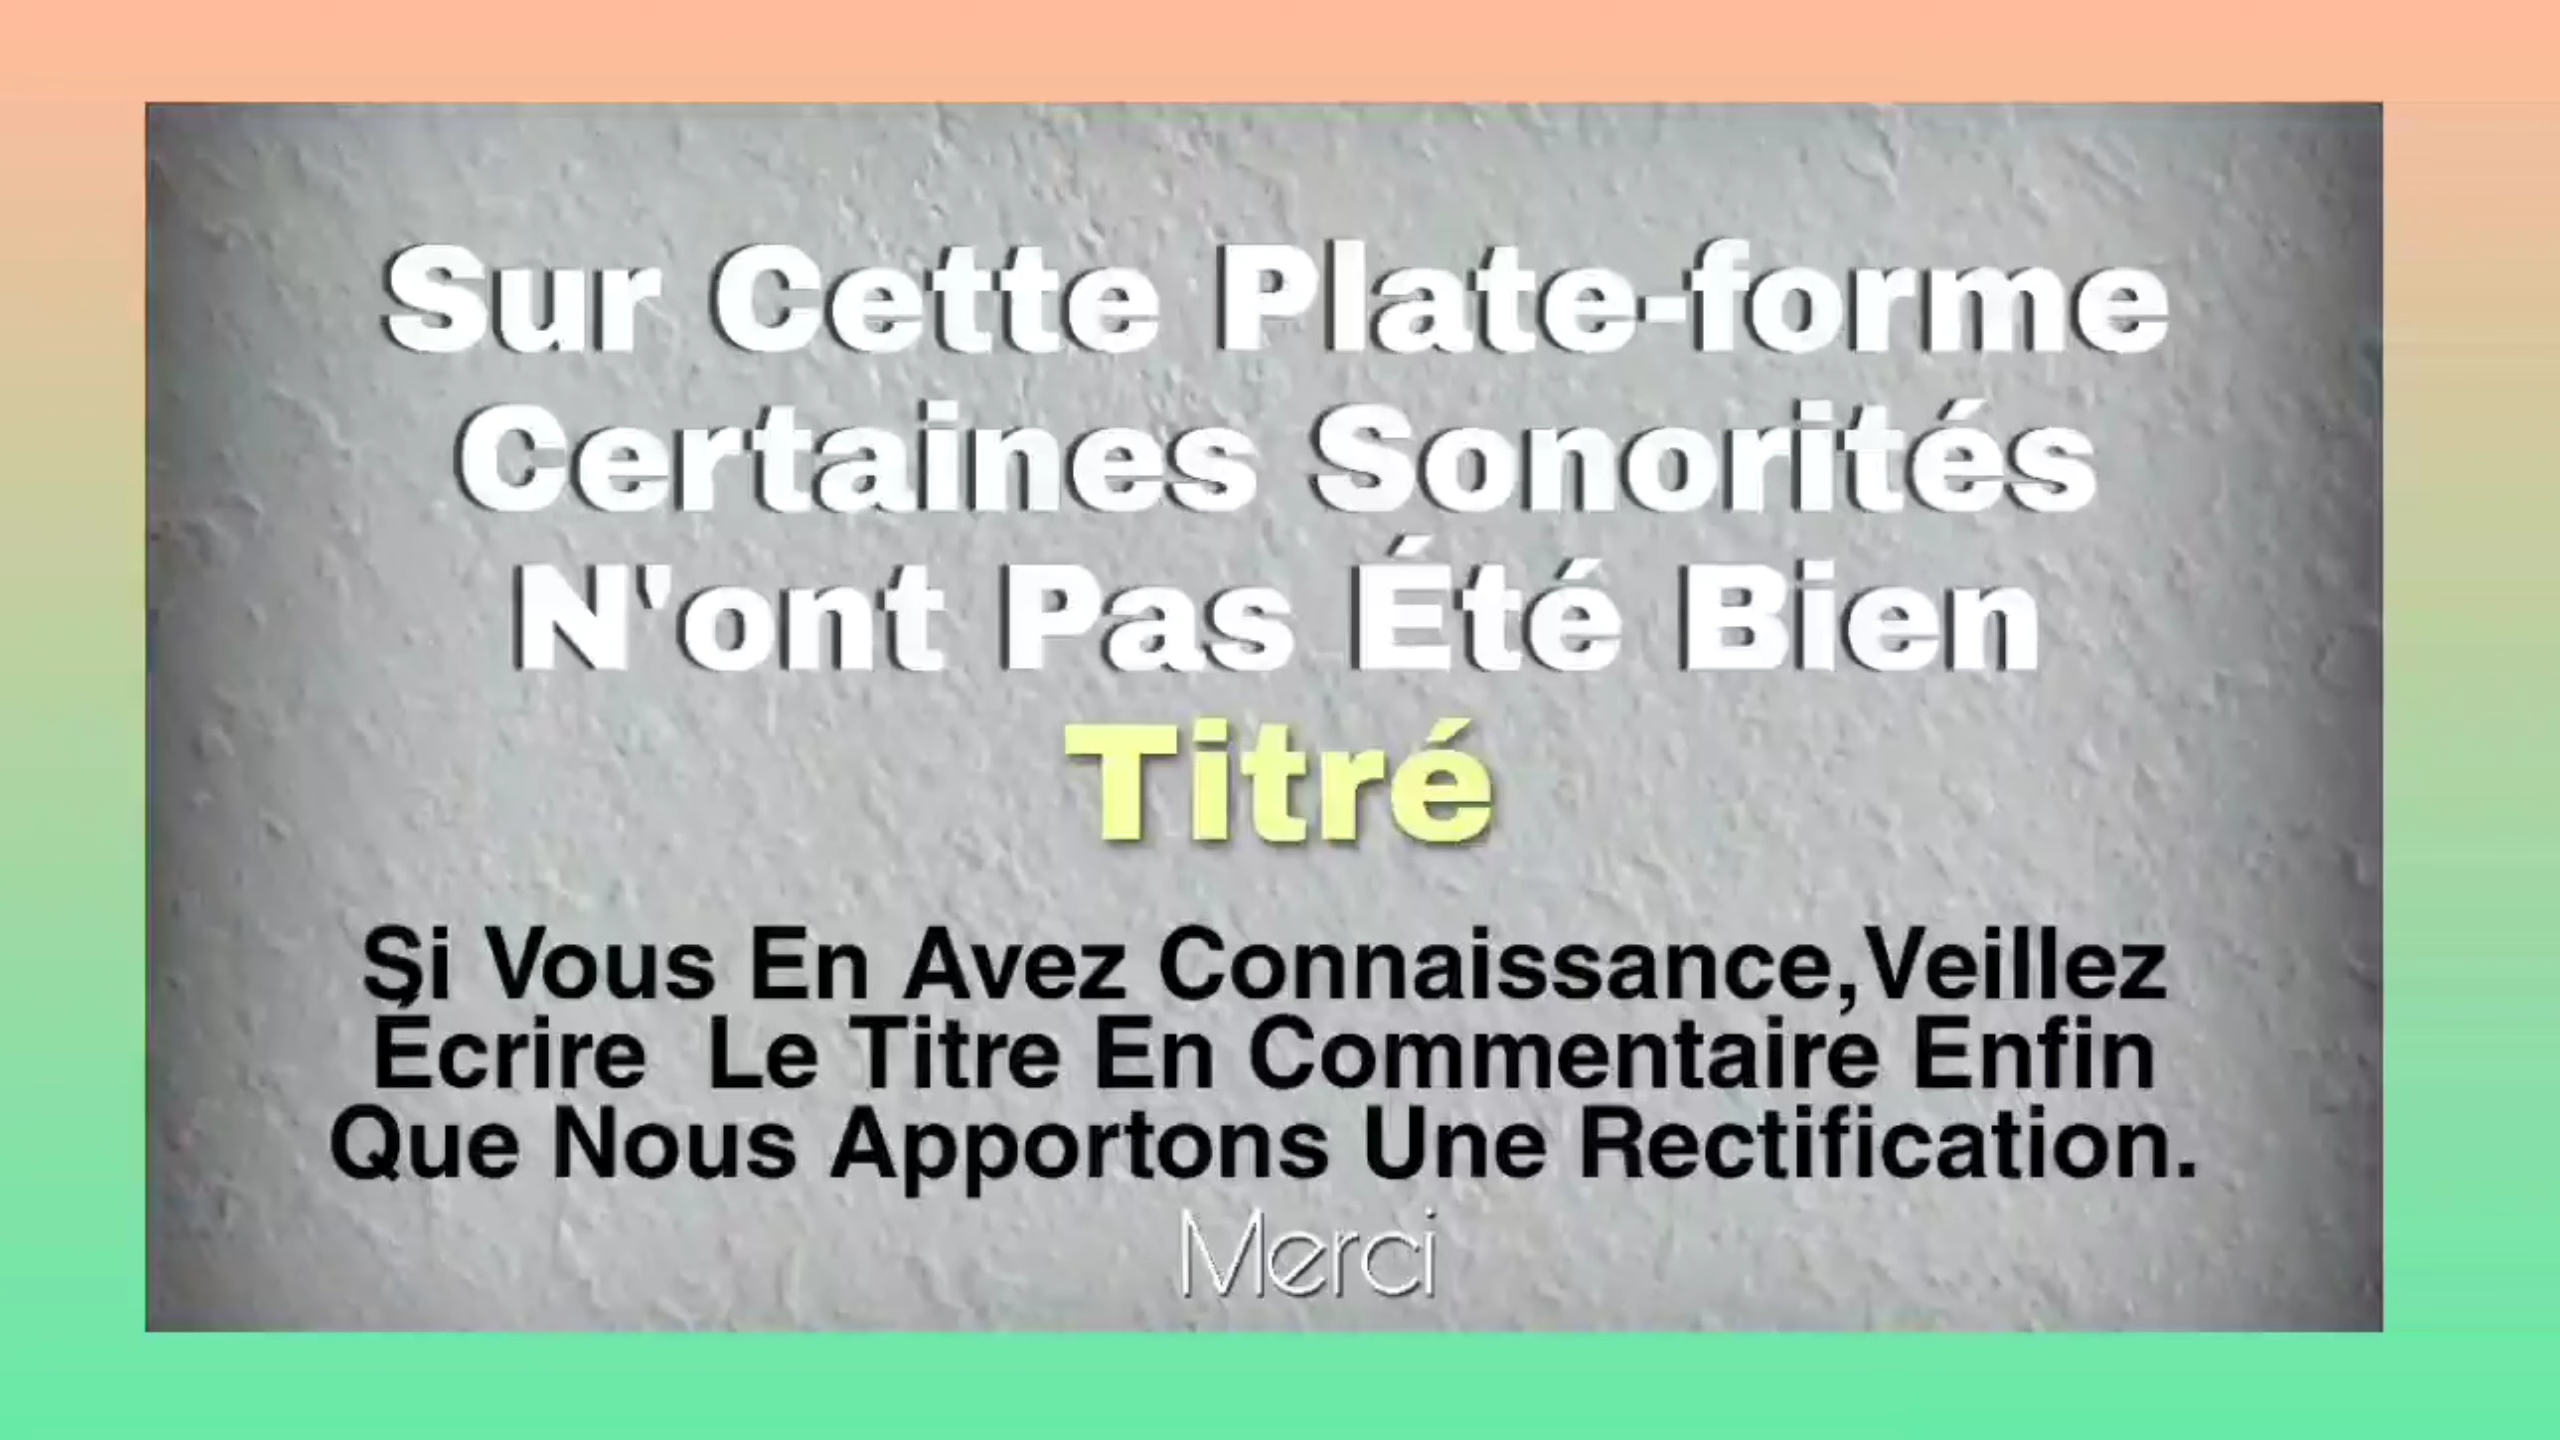 Sur Cette Plate-forme
Certaines Sonorités
N'ont Pas Été Bien
Titré
Si Vous En Avez Connaissance,Veillez
Écrire  Le Titre En Commentaire Enfin
Que Nous Apportons Une Rectification.
Merci